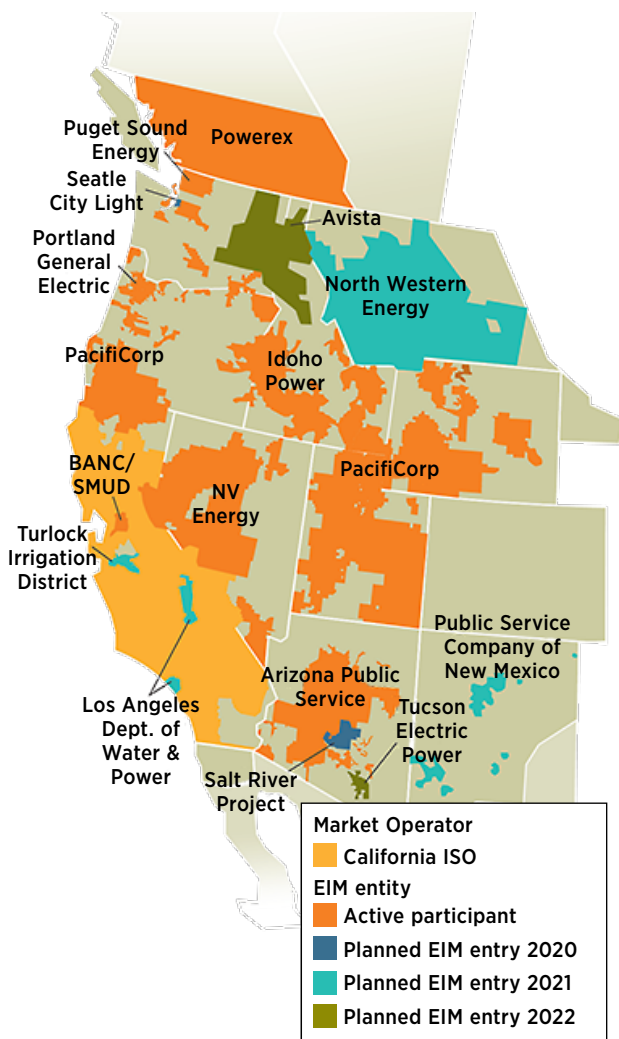 Powerex
Puget Sound
Energy
Seatle
City Light
Avista
Portland
General
Electric
North Western
Energy
PacifiCorp
Idoho
Power
BANC/
SMUD
NV
Energy
PacifiCorp
Turlock
Irrigation
District
Public Service
Company of
New Mexico
Arizona Public
Service
Los Angeles
Dept. of
Water &
Power
Tucson
Electric
Power
Salt River
Project
Market Operator
California ISO
EIM entity
Active participant
Planned EIM entry 2020
Planned EIM entry 2021
Planned EIM entry 2022